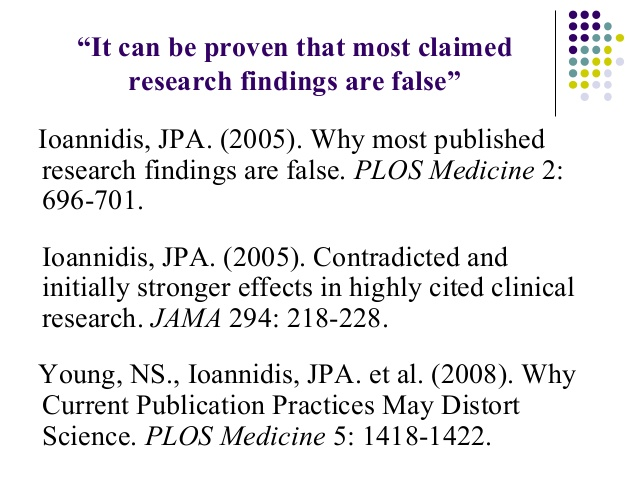 “It can be proven that most claimed
research findings are false”
Ioannidis, JPA. (2005). Why most published
research findings are false. PLOS Medicine 2:
696-701.
Ioannidis, JPA. (2005). Contradicted and
initially stronger effects in highly cited clinical
research. JAMA 294: 218-228.
Young, NS., Ioannidis, JPA. et al. (2008). Why
Current Publication Practices May Distort
Science. PLOS Medicine 5: 1418-1422.